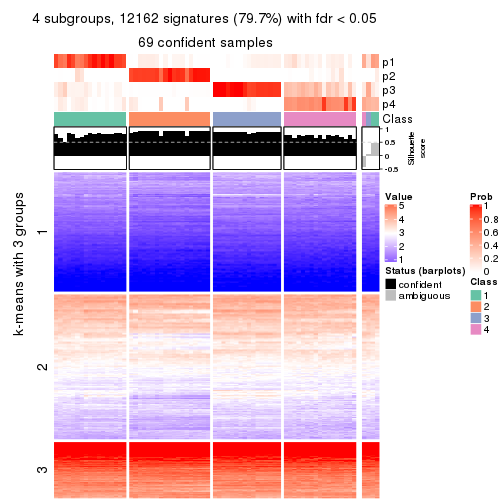 4 subgroups, 12162 signatures (79.7%) with fdr < 0.05
69 confident samples
p1
p2
p3
p4
Class
1
0.5
0
-0.5
Silhouette
score
k-means with 3 groups
1
2
3
Value
5
4
3
2
1
Status (barplots)
confident
ambiguous
Prob
1
0.8
0.6
0.4
0.2
0
Class
1
2
3
4